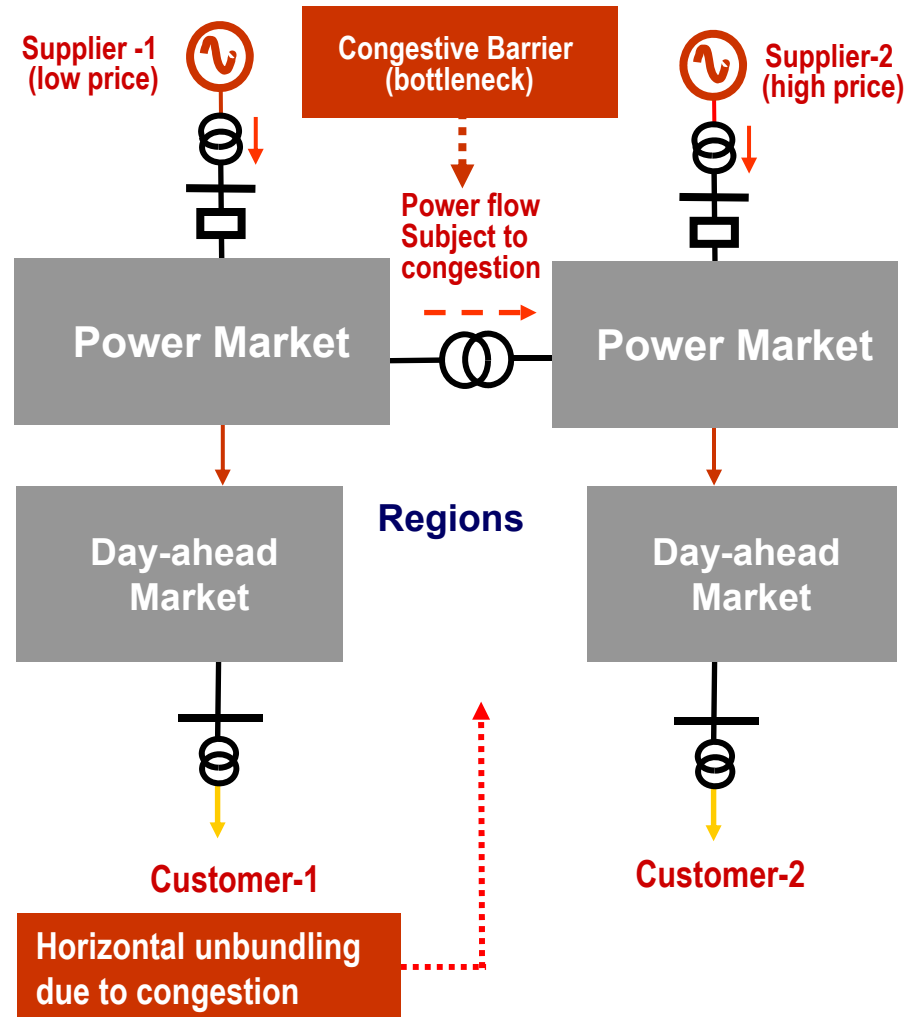 Supplier -1
(low price)
Congestive Barrier
(bottleneck)
Supplier-2
(high price)
Power flow
Subject to
congestion
Power Market
Power Market
Regions
Day-ahead
Market
Day-ahead
Market
Customer-1
Customer-2
Horizontal unbundling
due to congestion